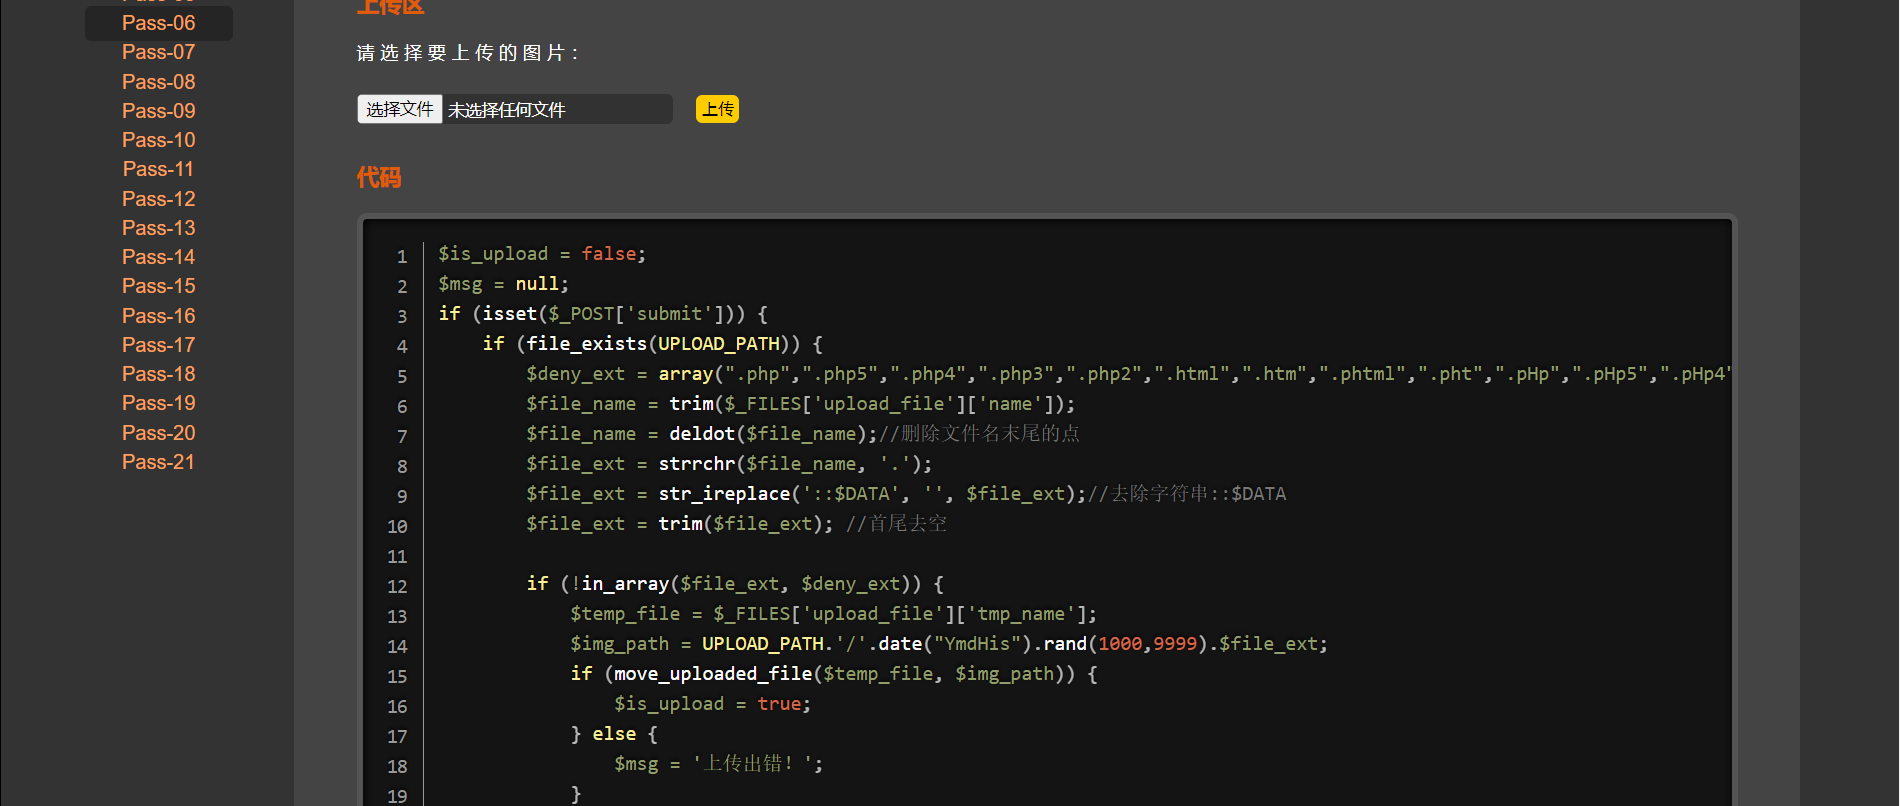 Pass-06
Pass-07
Pass-08
Pass-09
Pass-10
Pass-11
Pass-12
Pass-13
Pass-14
Pass-15
Pass-16
Pass-17
Pass-18
Pass-19
Pass-20
Pass-21
上传区
请选择要上传的图片：
选择文件 未选择任何文件 上传
代码
1 $is_upload = false;
2 $msg = null;
3 if (isset($_POST['submit'])) {
4 if (file_exists(UPLOAD_PATH)) {
5 $deny_ext = array(".php",".php5",".php4",".php3",".php2",".html",".htm",".phtml",".pht",".pHp",".pHp5",".pHp4"
6 $file_name = trim($_FILES['upload_file']['name']);
7 $file_name = deldot($file_name);//删除文件名末尾的点
8 $file_ext = strrchr($file_name, '.');
9 $file_ext = str_ireplace('::$DATA', '', $file_ext);//去除字符串::$DATA
10 $file_ext = trim($file_ext); //首尾去空
11
12 if (!in_array($file_ext, $deny_ext)) {
13 $temp_file = $_FILES['upload_file']['tmp_name'];
14 $img_path = UPLOAD_PATH.'/'.date("YmdHis").rand(1000,9999).$file_ext;
15 if (move_uploaded_file($temp_file, $img_path)) {
16 $is_upload = true;
17 } else {
18 $msg = '上传出错！';
19 }